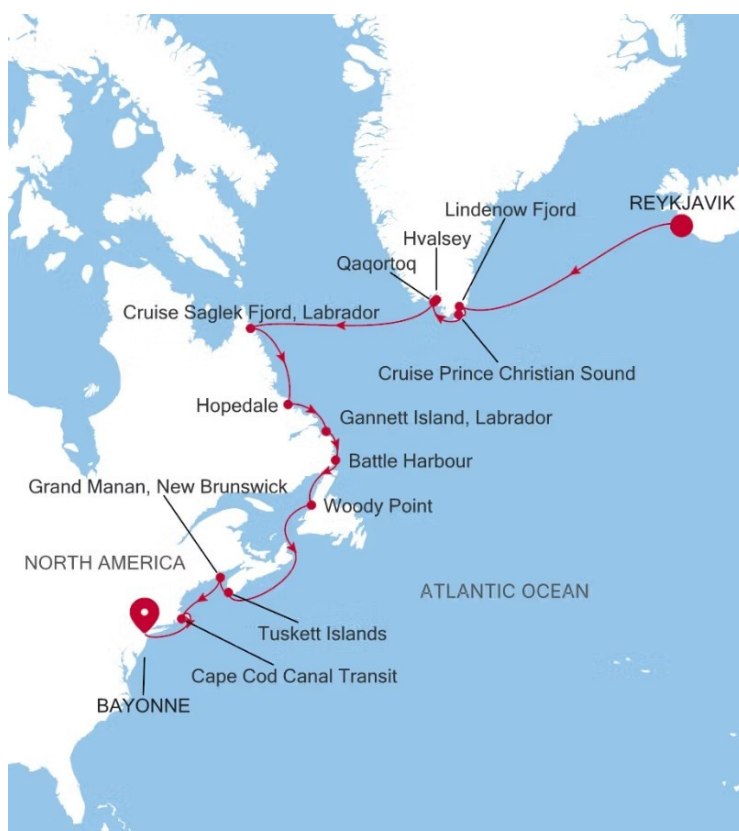 REYKJAVIK
Lindenow Fjord
Hvalsey
Qaqortoq
Cruise Saglek Fjord, Labrador
Cruise Prince Christian Sound
Hopedale
Gannett Island, Labrador
Battle Harbour
Grand Manan, New Brunswick
Woody Point
NORTH AMERICA
ATLANTIC OCEAN
Tuskett Islands
Cape Cod Canal Transit
BAYONNE